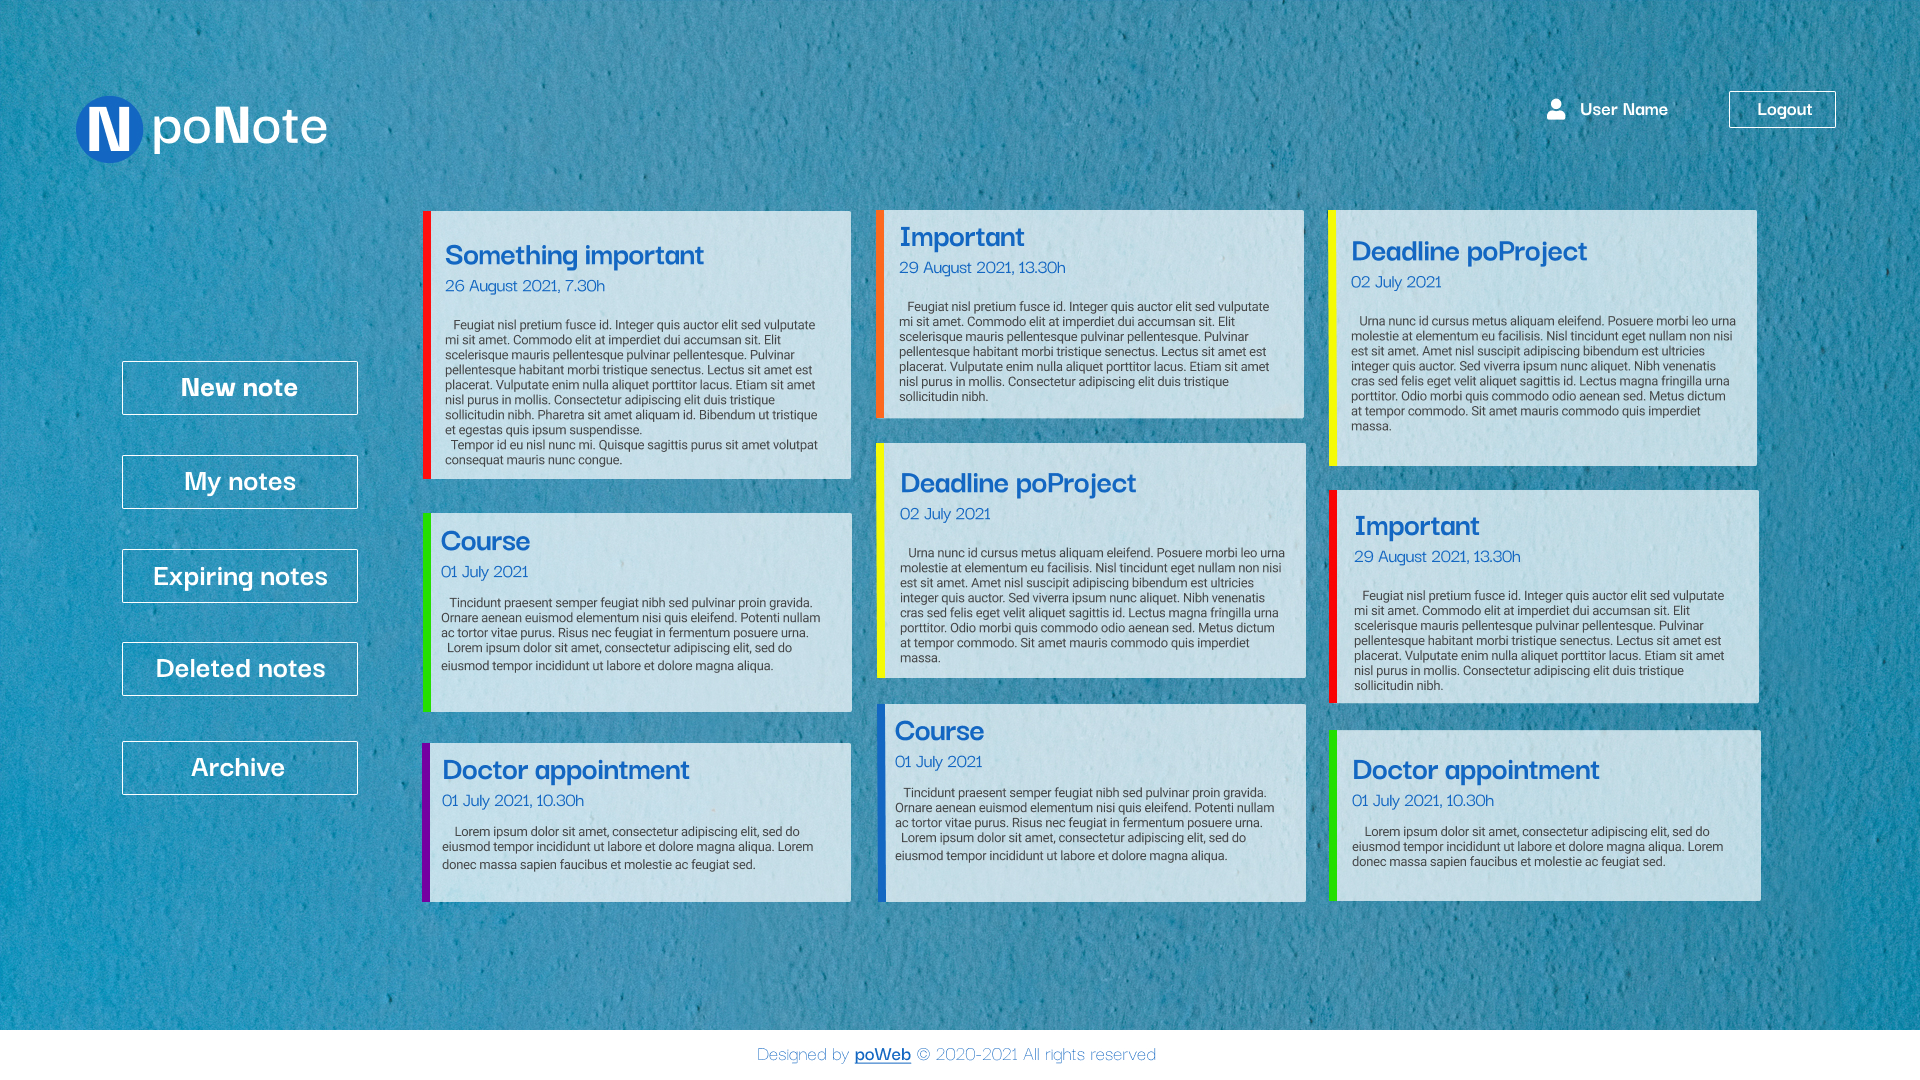 N poNote
User Name
Logout
New note
My notes
Expiring notes
Deleted notes
Archive
Something important
26 August 2021, 7.30h
Feugiat nisl pretium fusce id. Integer quis auctor elit sed vulputate
mi sit amet. Commodo elit at imperdiet dui accumsan sit. Elit
scelerisque mauris pellentesque pulvinar pellentesque. Pulvinar
pellentesque habitant morbi tristique senectus. Lectus sit amet est
placerat. Vulputate enim nulla aliquet porttitor lacus. Etiam sit amet
nisl purus in mollis. Consectetur adipiscing elit duis tristique
sollicitudin nibh. Pharetra sit amet aliquam id. Bibendum ut tristique
et egestas quis ipsum suspendisse.
Tempor id eu nisl nunc mi. Quisque sagittis purus sit amet volutpat
consequat mauris nunc congue.
Course
01 July 2021
Tincidunt praesent semper feugiat nibh sed pulvinar proin gravida.
Ornare aenean euismod elementum nisi quis eleifend. Potenti nullam
ac tortor vitae purus. Risus nec feugiat in fermentum posuere urna.
Lorem ipsum dolor sit amet, consectetur adipiscing elit, sed do
eiusmod tempor incididunt ut labore et dolore magna aliqua.
Doctor appointment
01 July 2021, 10.30h
Lorem ipsum dolor sit amet, consectetur adipiscing elit, sed do
eiusmod tempor incididunt ut labore et dolore magna aliqua. Lorem
donec massa sapien faucibus et molestie ac feugiat sed.
Important
29 August 2021, 13.30h
Feugiat nisl pretium fusce id. Integer quis auctor elit sed vulputate
mi sit amet. Commodo elit at imperdiet dui accumsan sit. Elit
scelerisque mauris pellentesque pulvinar pellentesque. Pulvinar
pellentesque habitant morbi tristique senectus. Lectus sit amet est
placerat. Vulputate enim nulla aliquet porttitor lacus. Etiam sit amet
nisl purus in mollis. Consectetur adipiscing elit duis tristique
sollicitudin nibh.
Deadline poProject
02 July 2021
Urna nunc id cursus metus aliquam eleifend. Posuere morbi leo urna
molestie at elementum eu facilisis. Nisl tincidunt eget nullam non nisi
est sit amet. Amet nisl suscipit adipiscing bibendum est ultricies
integer quis auctor. Sed viverra ipsum nunc aliquet. Nibh venenatis
cras sed felis eget velit aliquet sagittis id. Lectus magna fringilla urna
porttitor. Odio morbi quis commodo odio aenean sed. Metus dictum
at tempor commodo. Sit amet mauris commodo quis imperdiet
massa.
Course
01 July 2021
Tincidunt praesent semper feugiat nibh sed pulvinar proin gravida.
Ornare aenean euismod elementum nisi quis eleifend. Potenti nullam
ac tortor vitae purus. Risus nec feugiat in fermentum posuere urna.
Lorem ipsum dolor sit amet, consectetur adipiscing elit, sed do
eiusmod tempor incididunt ut labore et dolore magna aliqua.
Deadline poProject
02 July 2021
Urna nunc id cursus metus aliquam eleifend. Posuere morbi leo urna
molestie at elementum eu facilisis. Nisl tincidunt eget nullam non nisi
est sit amet. Amet nisl suscipit adipiscing bibendum est ultricies
integer quis auctor. Sed viverra ipsum nunc aliquet. Nibh venenatis
cras sed felis eget velit aliquet sagittis id. Lectus magna fringilla urna
porttitor. Odio morbi quis commodo odio aenean sed. Metus dictum
at tempor commodo. Sit amet mauris commodo quis imperdiet
massa.
Important
29 August 2021, 13.30h
Feugiat nisl pretium fusce id. Integer quis auctor elit sed vulputate
mi sit amet. Commodo elit at imperdiet dui accumsan sit. Elit
scelerisque mauris pellentesque pulvinar pellentesque. Pulvinar
pellentesque habitant morbi tristique senectus. Lectus sit amet est
placerat. Vulputate enim nulla aliquet porttitor lacus. Etiam sit amet
nisl purus in mollis. Consectetur adipiscing elit duis tristique
sollicitudin nibh.
Doctor appointment
01 July 2021, 10.30h
Lorem ipsum dolor sit amet, consectetur adipiscing elit, sed do
eiusmod tempor incididunt ut labore et dolore magna aliqua. Lorem
donec massa sapien faucibus et molestie ac feugiat sed.
Designed by poWeb © 2020-2021 All rights reserved